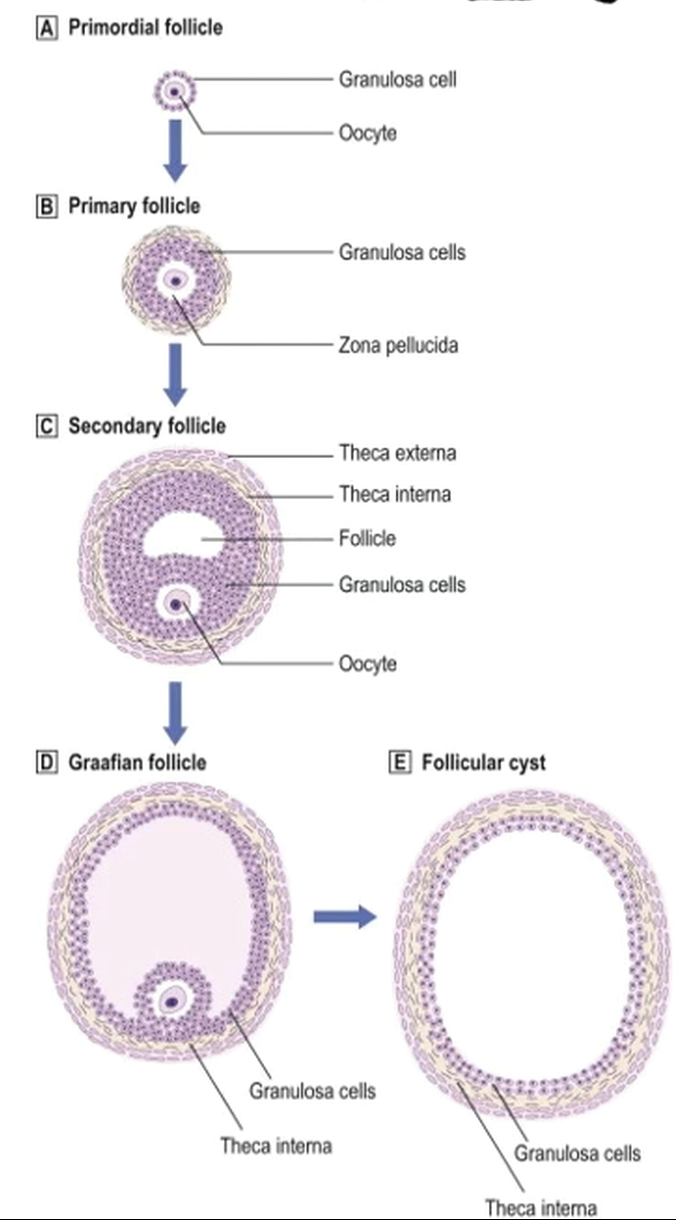 A Primordial follicle
Granulosa cell
Oocyte
B Primary follicle
Granulosa cells
Zona pellucida
C Secondary follicle
Theca externa
Theca interna
Follicle
Granulosa cells
Oocyte
D Graafian follicle
Granulosa cells
Theca interna
E Follicular cyst
Granulosa cells
Theca interna